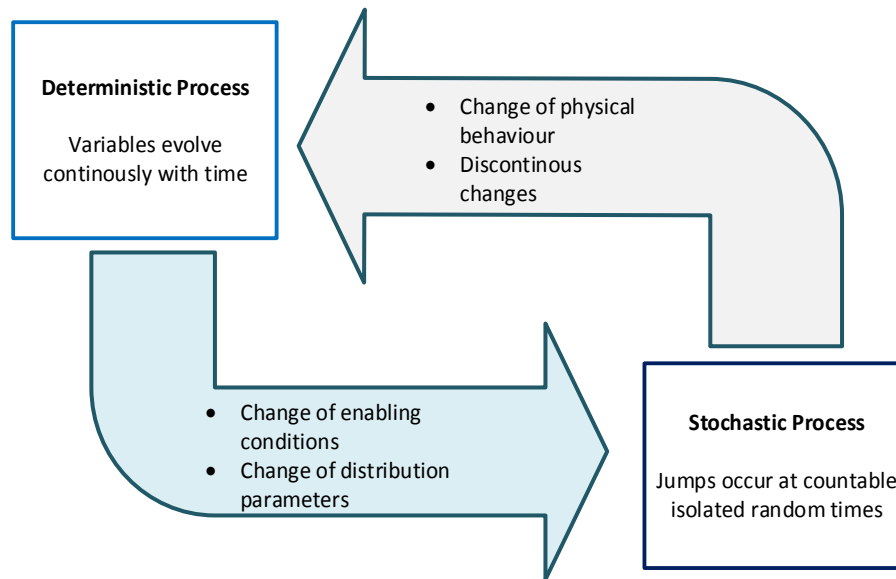 Deterministic Process
Variables evolve
continously with time
• Change of physical
behaviour
• Discontinous
changes
• Change of enabling
conditions
• Change of distribution
parameters
Stochastic Process
Jumps occur at countable
isolated random times